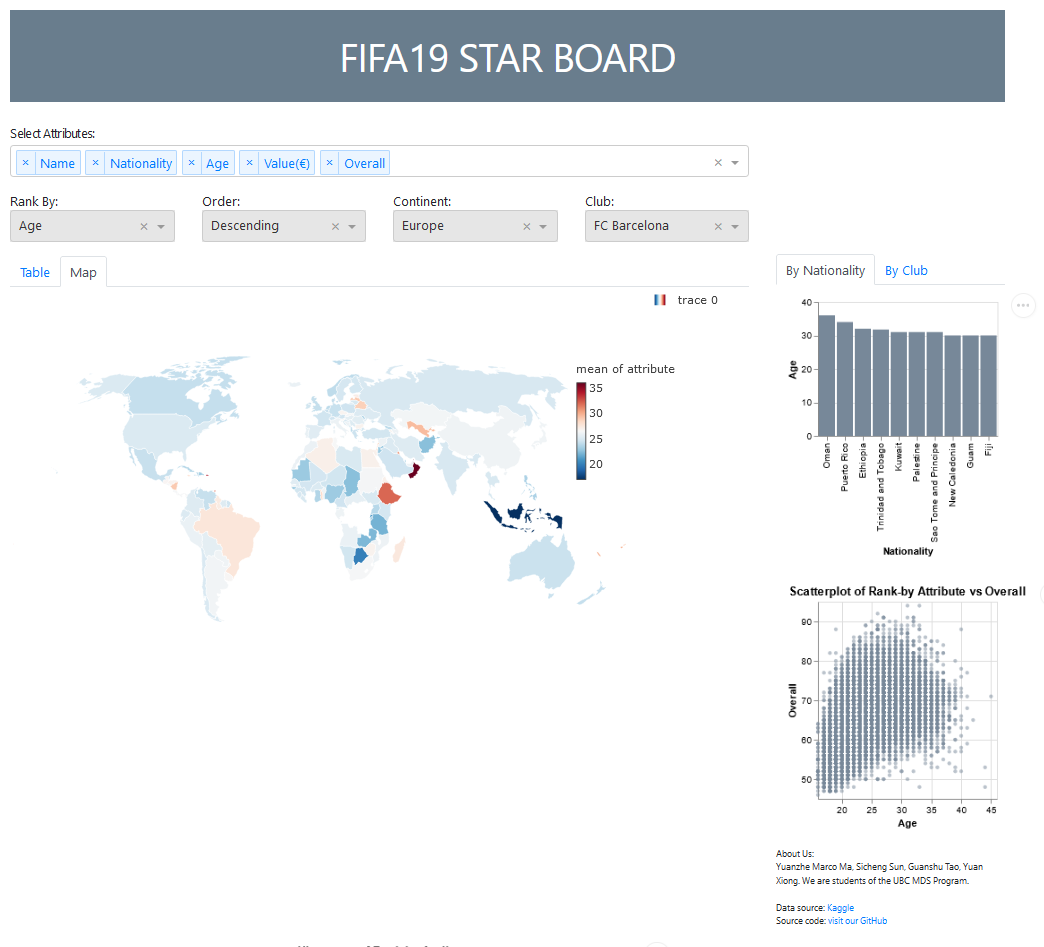 FIFA19 STAR BOARD
Select Attributes:
× Name × Nationality × Age × Value(€) × Overall ×
Rank By: Order: Continent: Club:
Age × Descending × Europe × FC Barcelona ×
Table Map
By Nationality By Club
trace 0
mean of attribute
35
30
25
20
40
30
20
10
0
Age
Oman
Puerto Rico
Ethiopia
Trinidad and Tobago
Kuwait
Palestine
Sao Tome and Principe
New Caledonia
Guam
Fiji
Nationality
Scatterplot of Rank-by Attribute vs Overall
90
80
70
60
50
Overall
20 25 30 35 40 45
Age
About Us:
Yuanzhe Marco Ma, Sicheng Sun, Guanshu Tao, Yuan
Xiong. We are students of the UBC MDS Program.
Data source: Kaggle
Source code: visit our GitHub